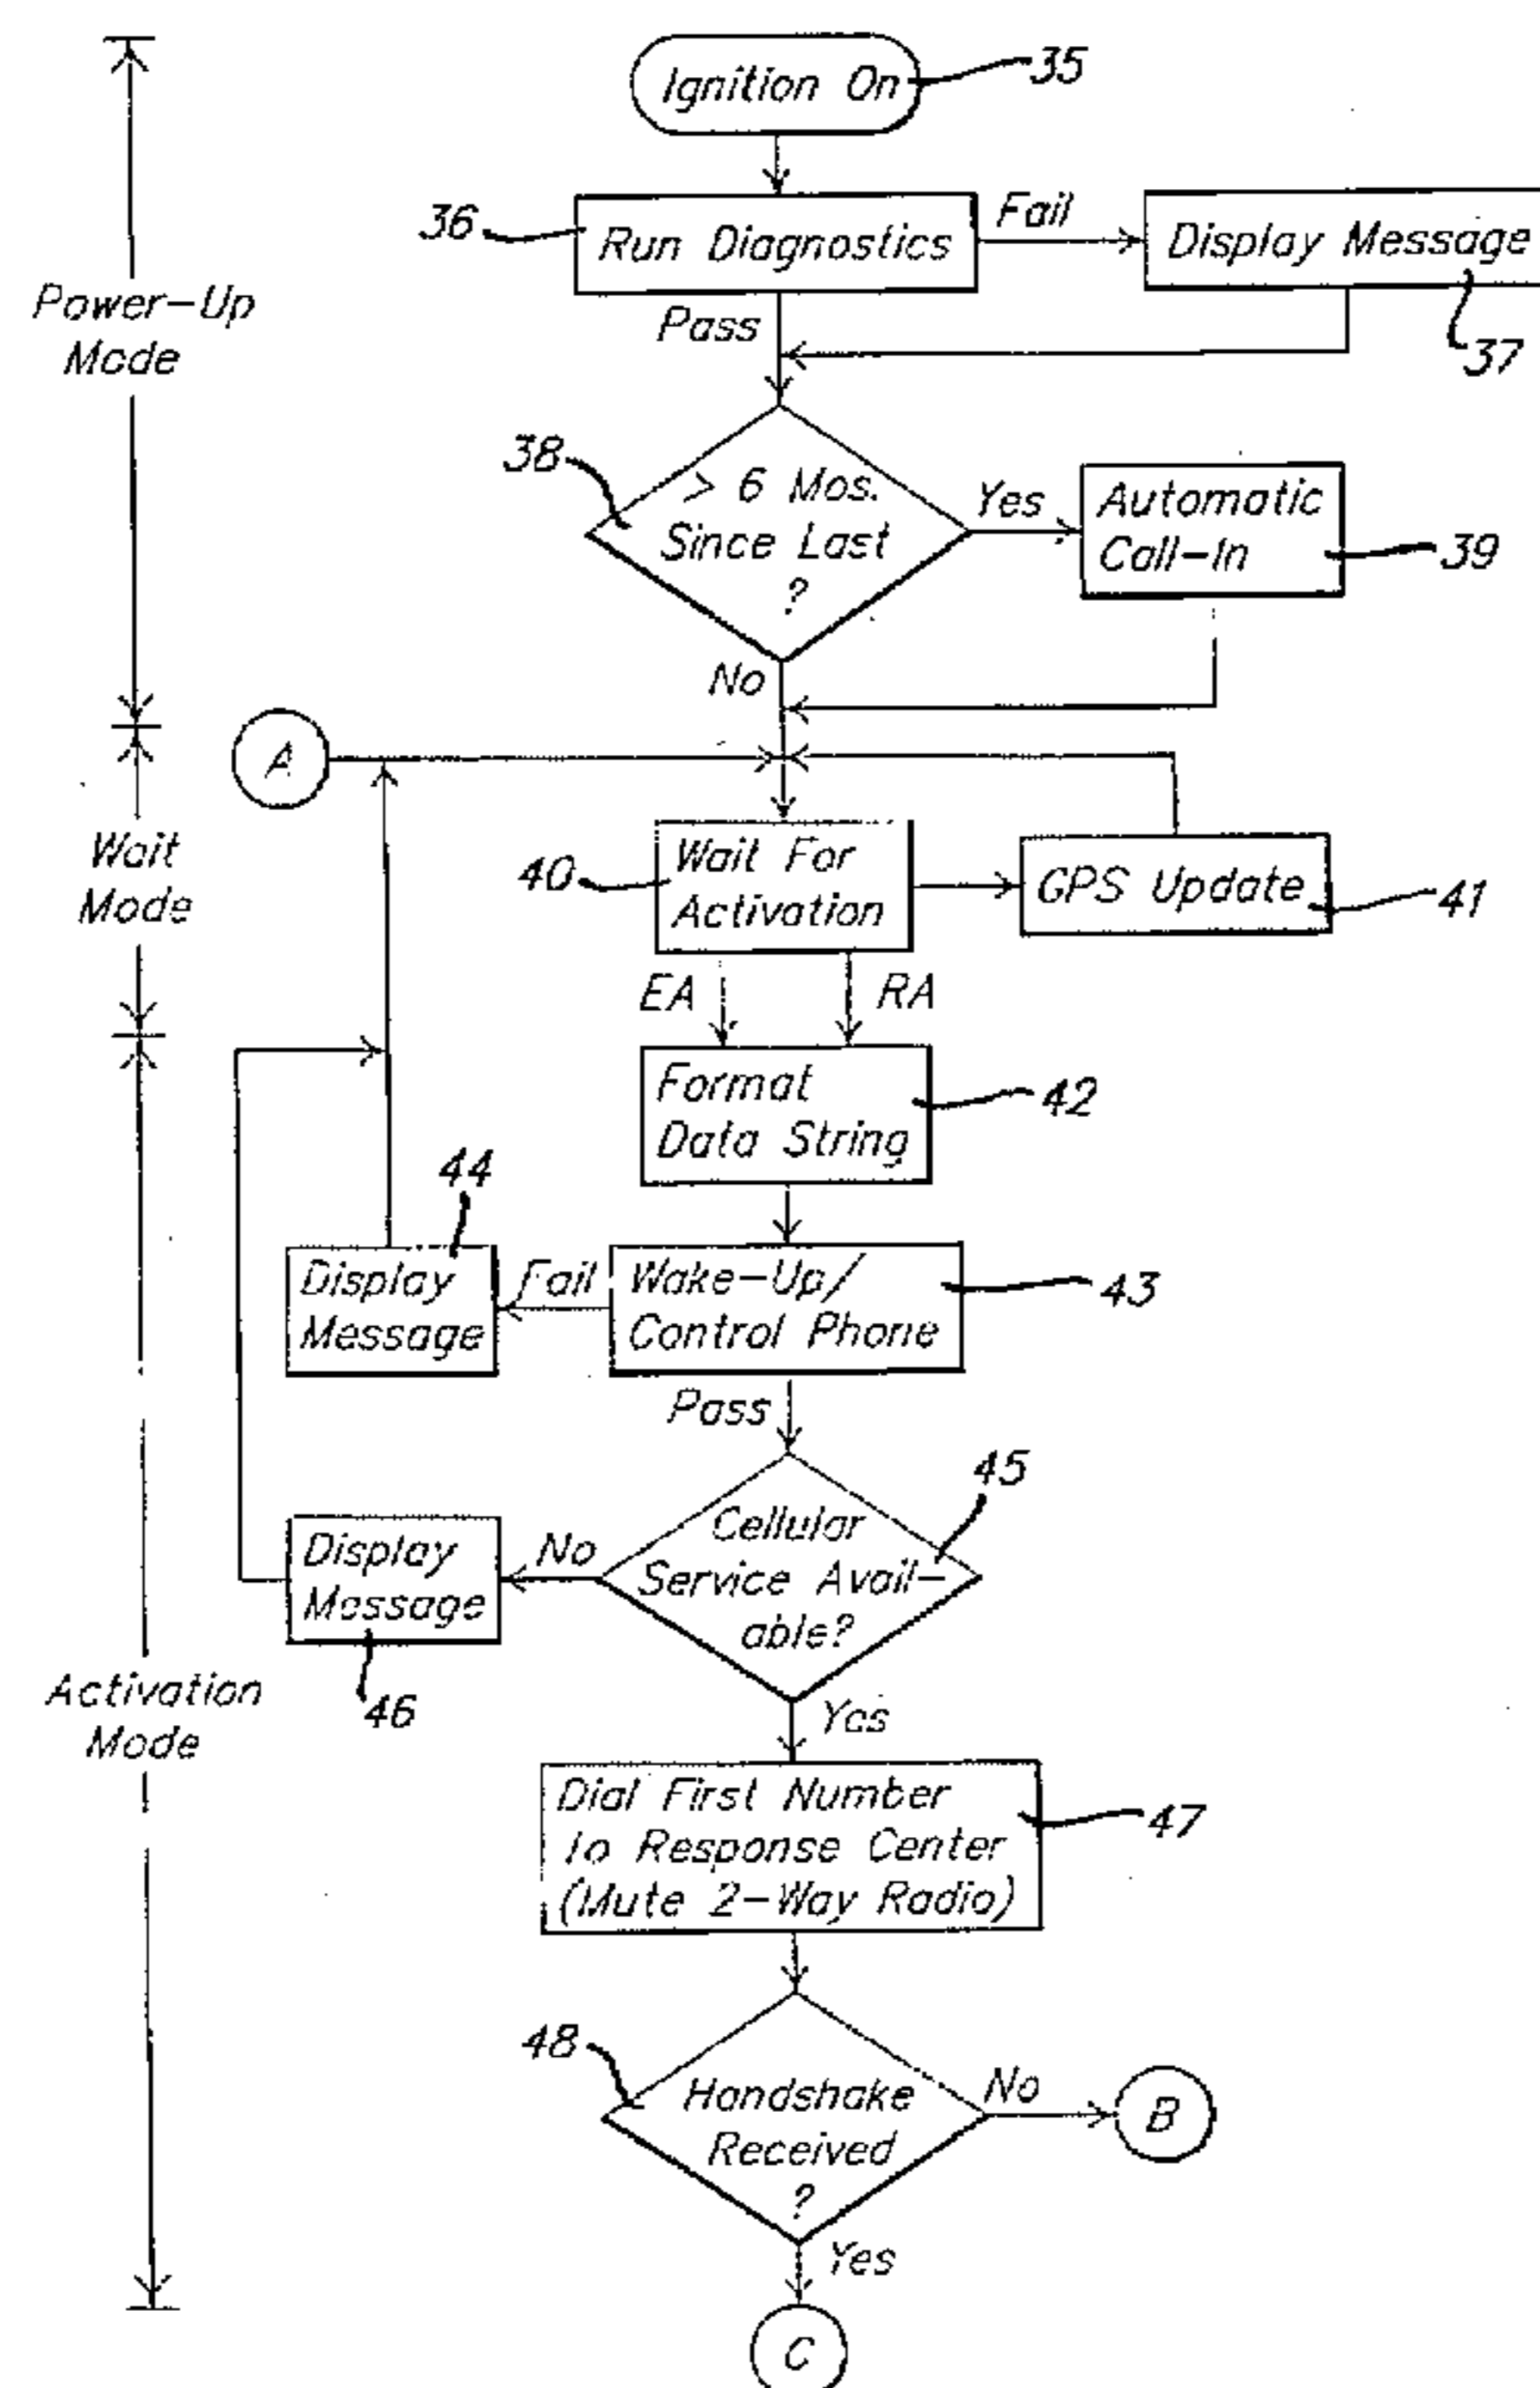 Ignition On
35
36
Run Diagnostics
Fail
Display Message
37
Power-Up
Mode
Pass
38
> 6 Mos.
Since Last
?
Yes
Automatic
Call-In
39
No
A
Wait
Mode
40
Wait For
Activation
GPS Update
41
EA
RA
Format
Data String
42
44
Display
Message
Fail
Wake-Up/
Control Phone
43
Pass
45
Cellular
Service Avail-
able?
No
Display
Message
46
Activation
Mode
Yes
Dial First Number
To Response Center
(Mute 2-Way Radio)
47
48
Handshake
Received
?
No
B
Yes
C